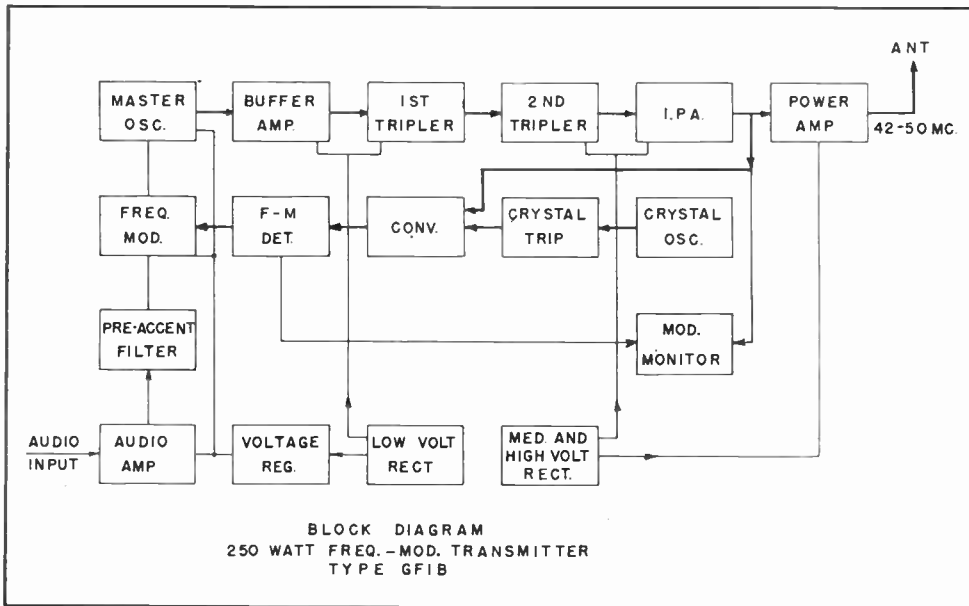 ANT
MASTER
OSC.
BUFFER
AMP.
1ST
TRIPLER
2ND
TRIPLER
I.P.A.
POWER
AMP
42-50 MC.
FREQ.
MOD.
F-M
DET.
CONV.
CRYSTAL
TRIP
CRYSTAL
OSC.
PRE-ACCENT
FILTER
MOD.
MONITOR
AUDIO
INPUT
AUDIO
AMP
VOLTAGE
REG.
LOW VOLT
RECT
MED. AND
HIGH VOLT
RECT.
BLOCK DIAGRAM
250 WATT FREQ.-MOD. TRANSMITTER
TYPE GF1B